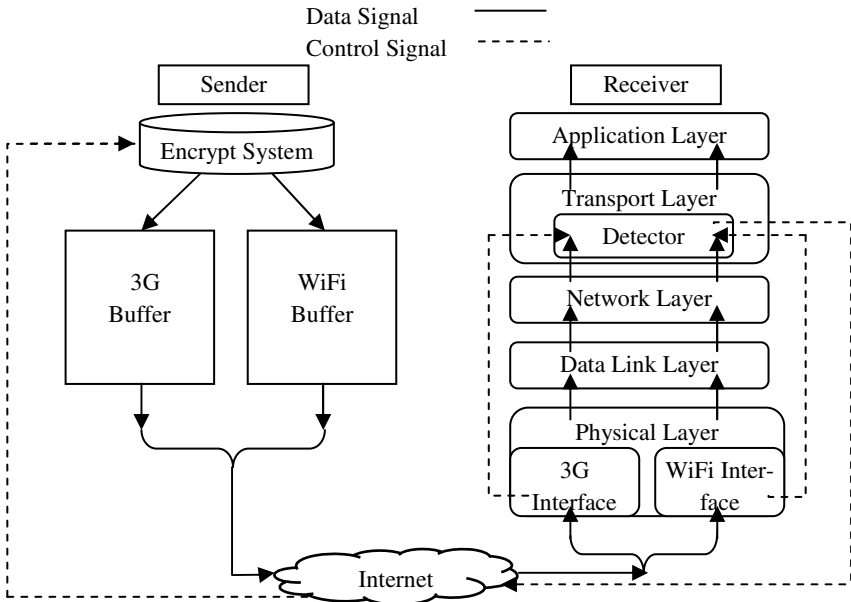 Data Signal
Control Signal
Sender
Receiver
Encrypt System
Application Layer
Transport Layer
Detector
3G
Buffer
WiFi
Buffer
Network Layer
Data Link Layer
Physical Layer
3G
Interface
WiFi Inter-
face
Internet